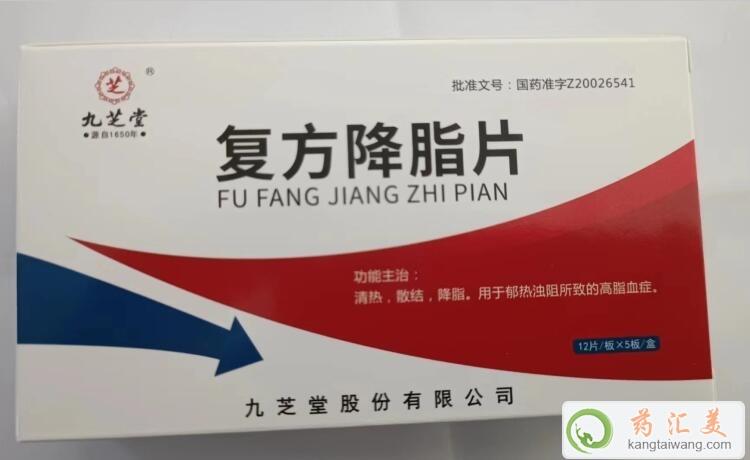 芝
®
九芝堂
●源自1650年●
批准文号：国药准字Z20026541
复方降脂片
FU FANG JIANG ZHI PIAN
功能主治：
清热，散结，降脂。用于郁热浊阻所致的高脂血症。
12片/板×5板/盒
九芝堂股份有限公司
药汇美
kangtaiwang.com